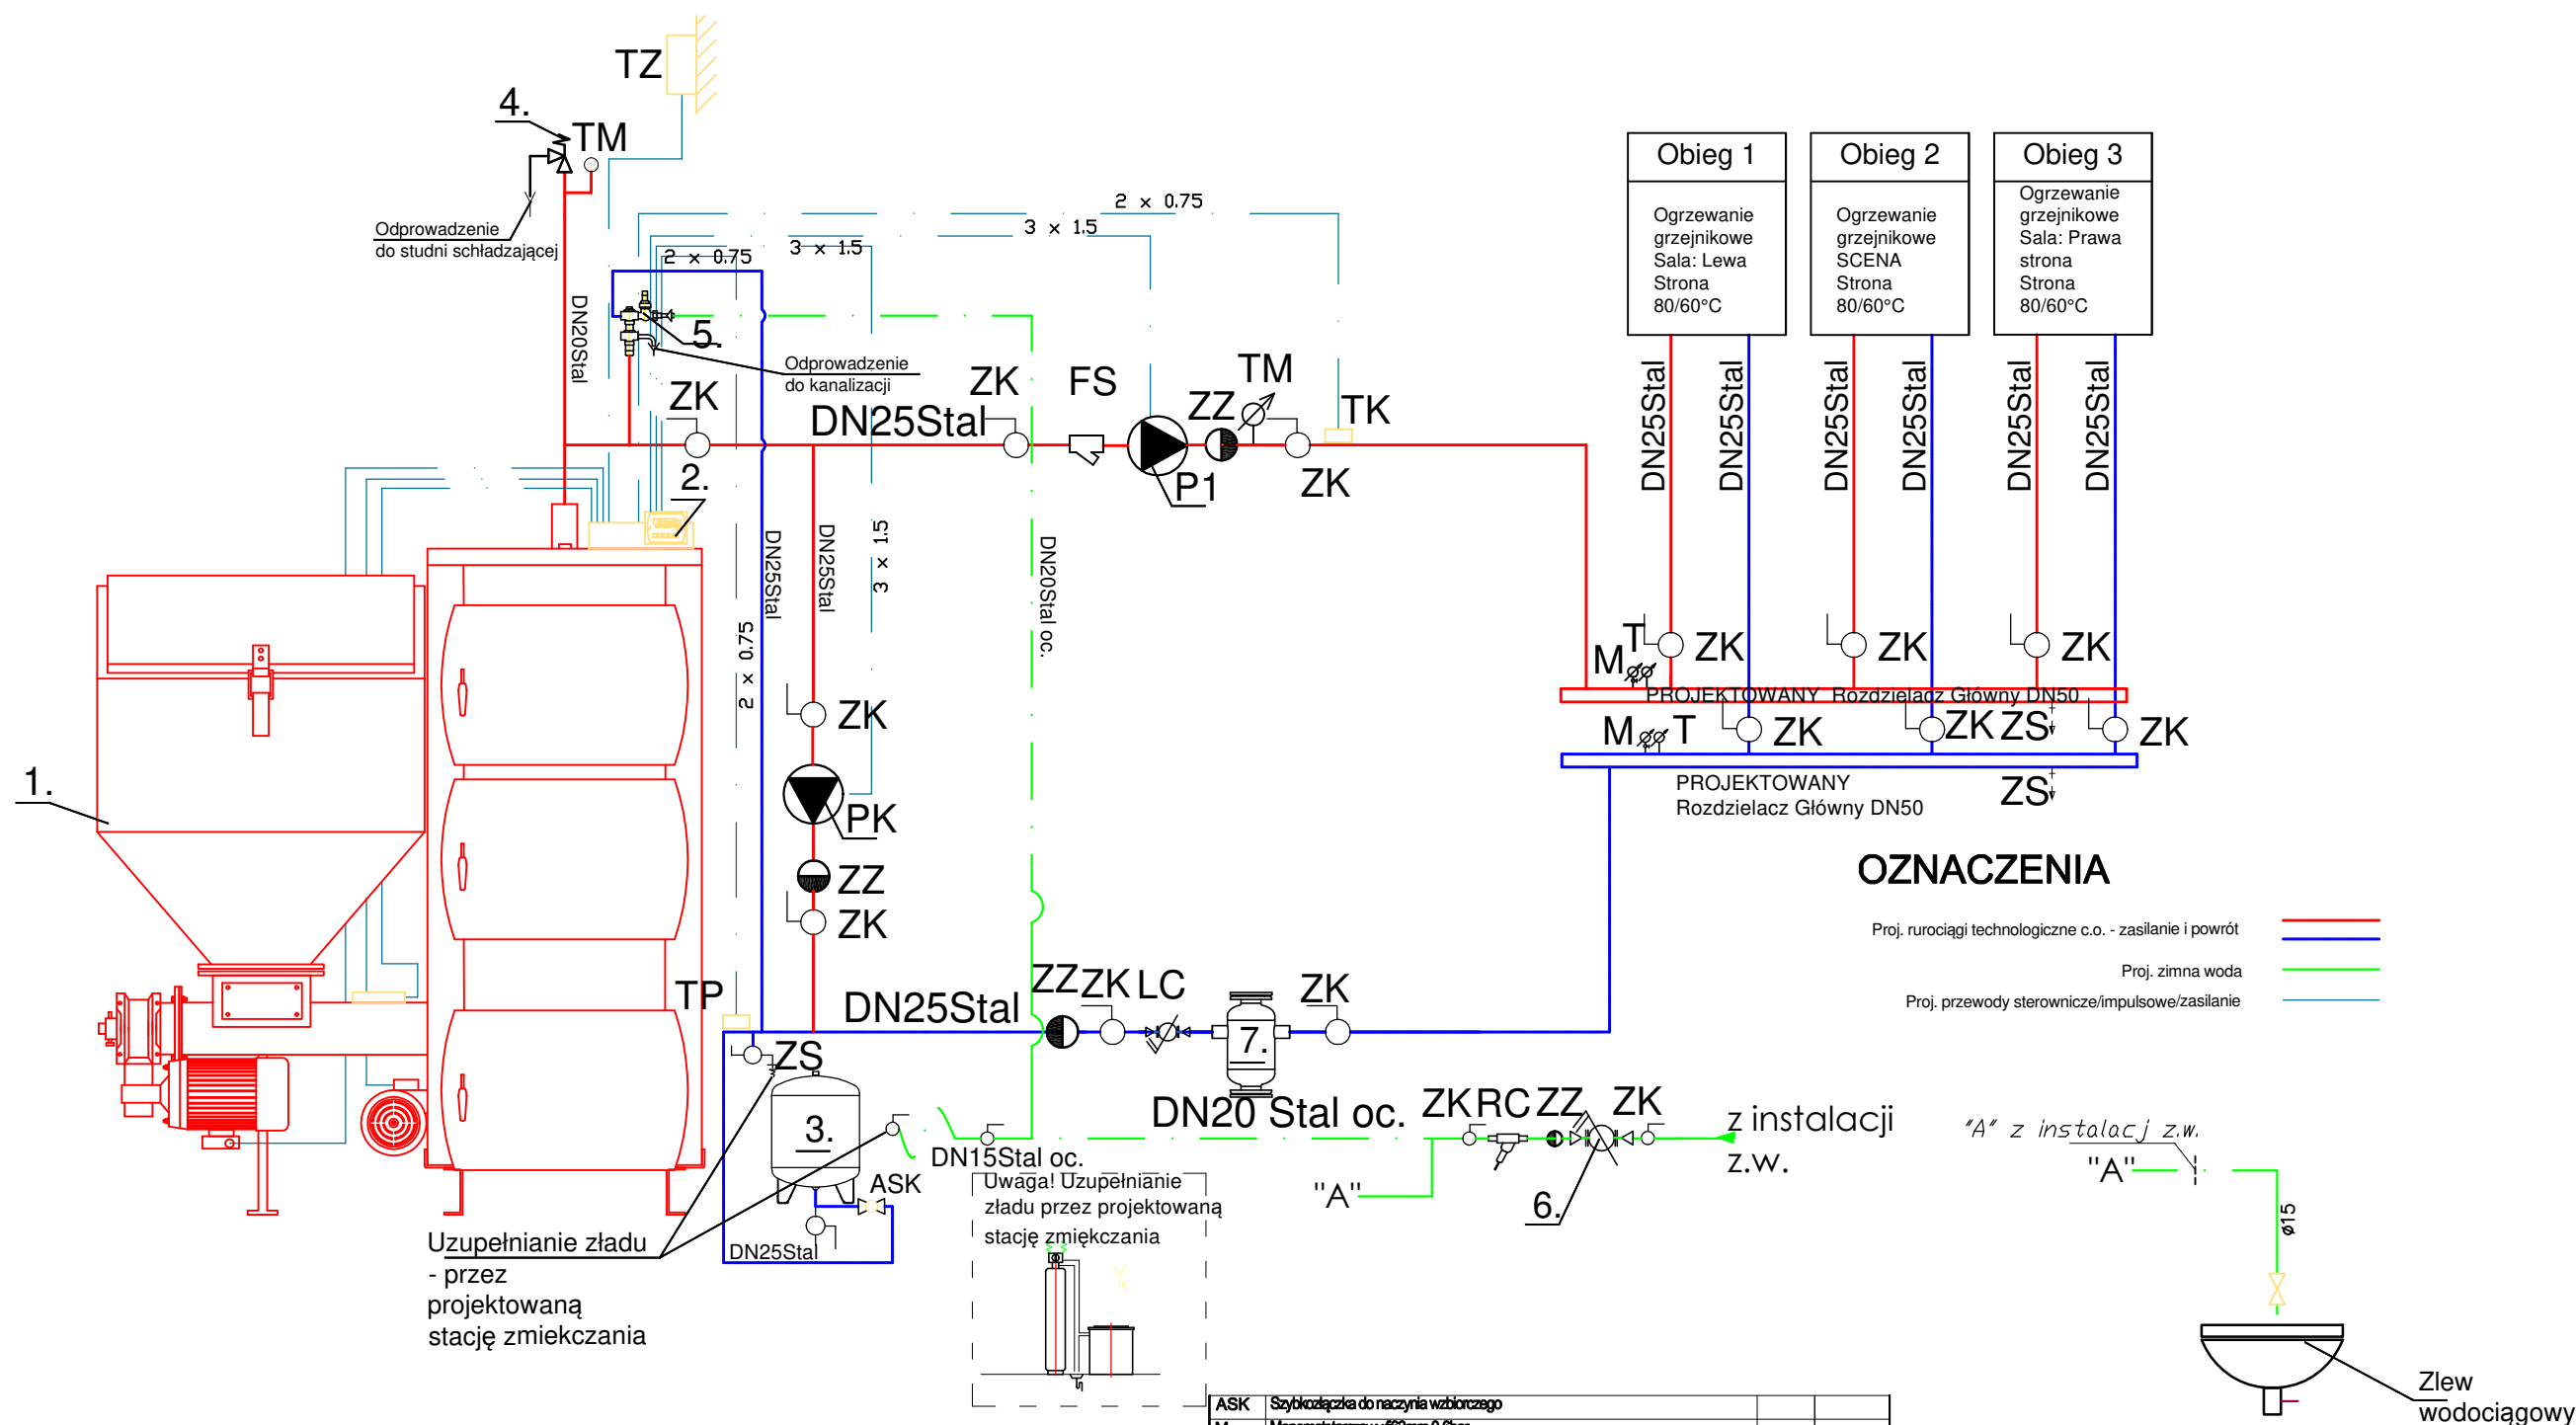 TZ
4.
TM
Odprowadzenie
do studni schładzającej
DN20Stal
2 x 0.75
3 x 1.5
3 x 1.5
2 x 0.75
5.
Odprowadzenie
do kanalizacji
ZK
DN25Stal
ZK
FS
P1
ZZ
TM
ZK
TK
2.
DN25Stal
DN25Stal
3 x 1.5
DN20Stal oc.
2 x 0.75
Obieg 1
Ogrzewanie
grzejnikowe
Sala: Lewa
Strona
80/60°C
Obieg 2
Ogrzewanie
grzejnikowe
SCENA
Strona
80/60°C
Obieg 3
Ogrzewanie
grzejnikowe
Sala: Prawa
strona
Strona
80/60°C
DN25Stal
DN25Stal
DN25Stal
DN25Stal
DN25Stal
DN25Stal
M T ZK
ZK
ZK
PROJEKTOWANY Rozdzielacz Główny DN50
M T
ZK
ZK
ZS
ZK
PROJEKTOWANY
Rozdzielacz Główny DN50
ZS
1.
ZK
PK
ZZ
ZK
OZNACZENIA
Proj. rurociągi technologiczne c.o. - zasilanie i powrót
Proj. zimna woda
Proj. przewody sterownicze/impulsowe/zasilanie
TP
DN25Stal
ZZ
ZK
LC
7.
ZK
ZS
3.
ASK
DN25Stal
DN15Stal oc.
DN20 Stal oc.
ZK
RC
ZZ
ZK
z instalacji
z.w.
"A"
6.
"A" z instalacj z.w.
"A"
ø15
Uzupełnianie zładu
- przez
projektowaną
stację zmiekczania
Uwaga! Uzupełnianie
zładu przez projektowaną
stację zmiękczania
ASK Szybkozłączka do naczynia wzbiorczego
Zlew
wodociągowy